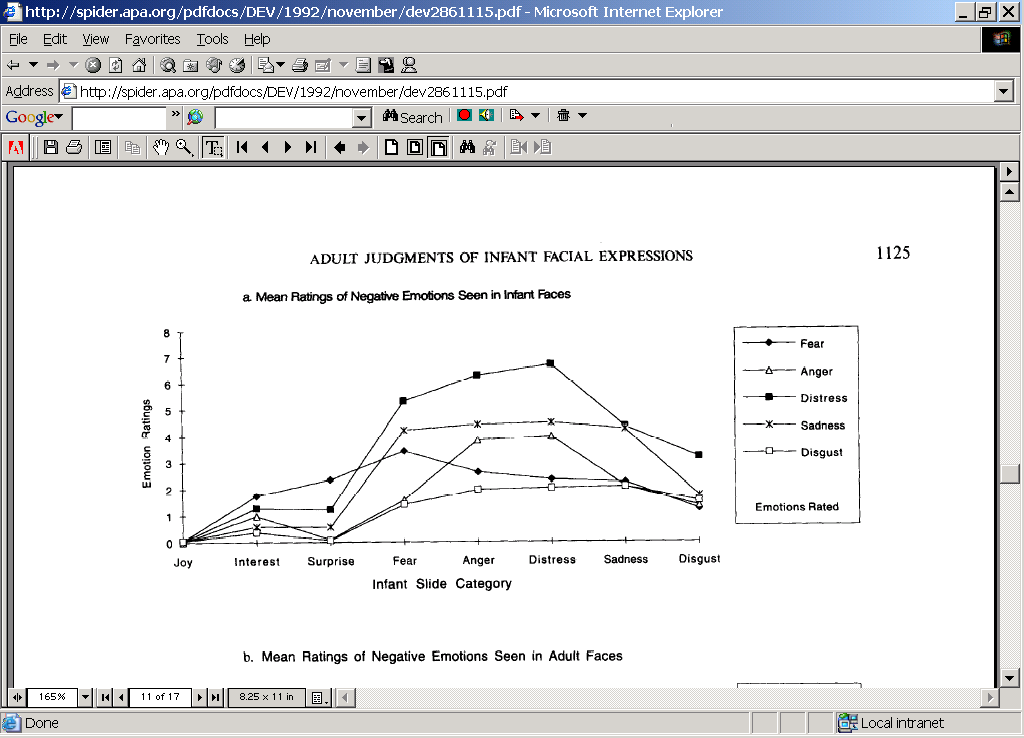 http://spider.apa.org/pdfdocs/DEV/1992/november/dev2861115.pdf - Microsoft Internet Explorer
File Edit View Favorites Tools Help
Address http://spider.apa.org/pdfdocs/DEV/1992/november/dev2861115.pdf
Google » Search
ADULT JUDGMENTS OF INFANT FACIAL EXPRESSIONS 1125
a. Mean Ratings of Negative Emotions Seen in Infant Faces
8
7
6
5
4
3
2
1
0
Emotion Ratings
Joy Interest Surprise Fear Anger Distress Sadness Disgust
Infant Slide Category
Fear
Anger
Distress
Sadness
Disgust
Emotions Rated
b. Mean Ratings of Negative Emotions Seen in Adult Faces
165% 11 of 17 8.25 x 11 in
Done Local intranet